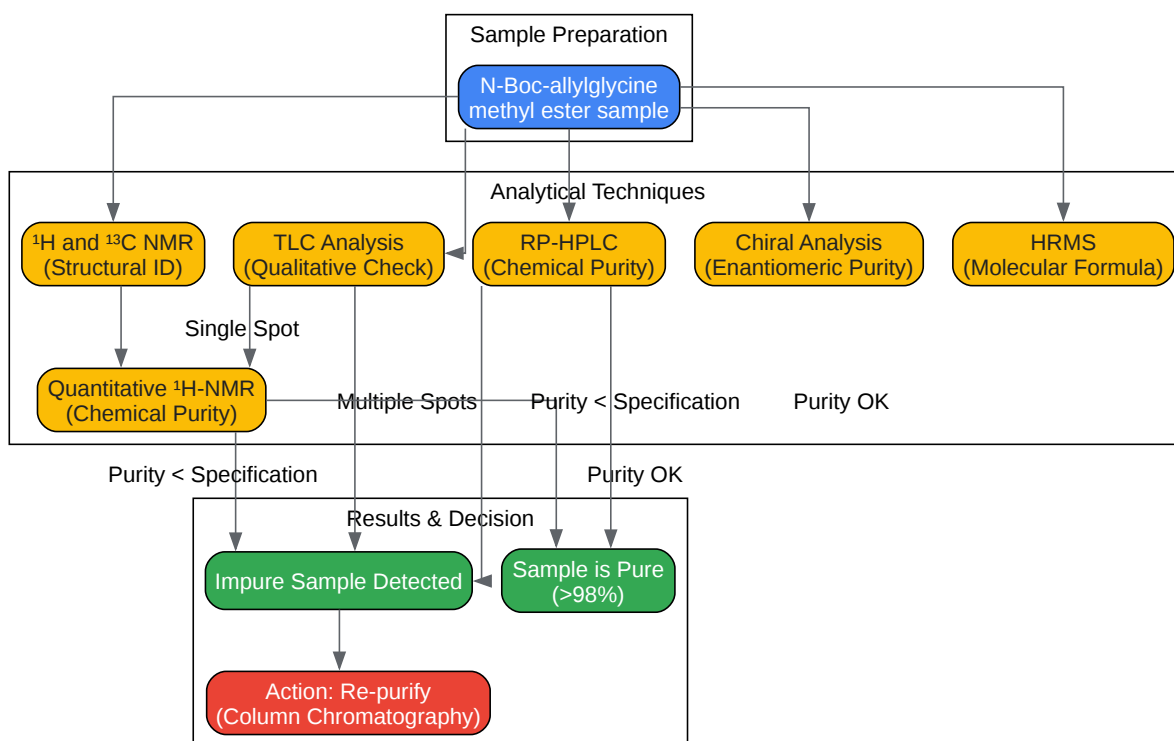 Sample Preparation
N-Boc-allylglycine
methyl ester sample
Analytical Techniques
¹H and ¹³C NMR
(Structural ID)
TLC Analysis
(Qualitative Check)
RP-HPLC
(Chemical Purity)
Chiral Analysis
(Enantiomeric Purity)
HRMS
(Molecular Formula)
Single Spot
Quantitative ¹H-NMR
(Chemical Purity)
Multiple Spots
Purity < Specification
Purity OK
Purity < Specification
Purity OK
Results & Decision
Impure Sample Detected
Sample is Pure
(>98%)
Action: Re-purify
(Column Chromatography)